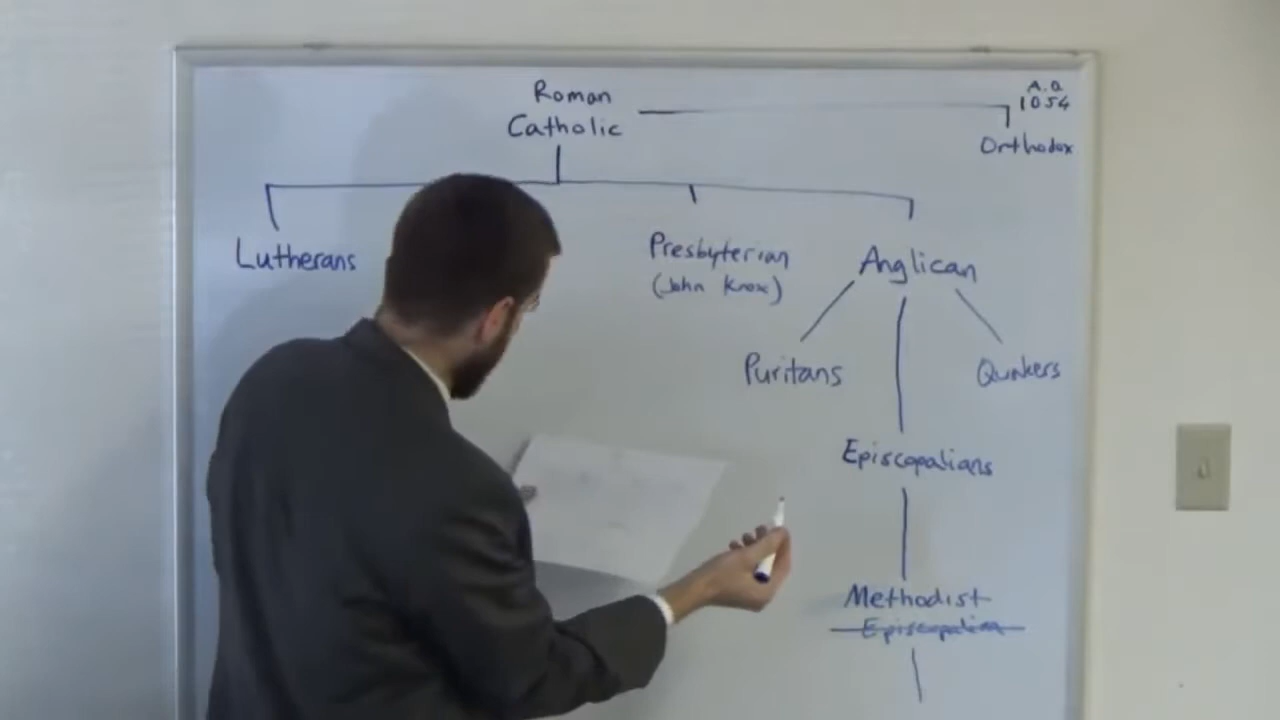 Roman
Catholic
A.D.
1054
Orthodox
Lutherans
Presbyterian
(John Knox)
Anglican
Puritans
Quakers
Episcopalians
Methodist
Episcopalian